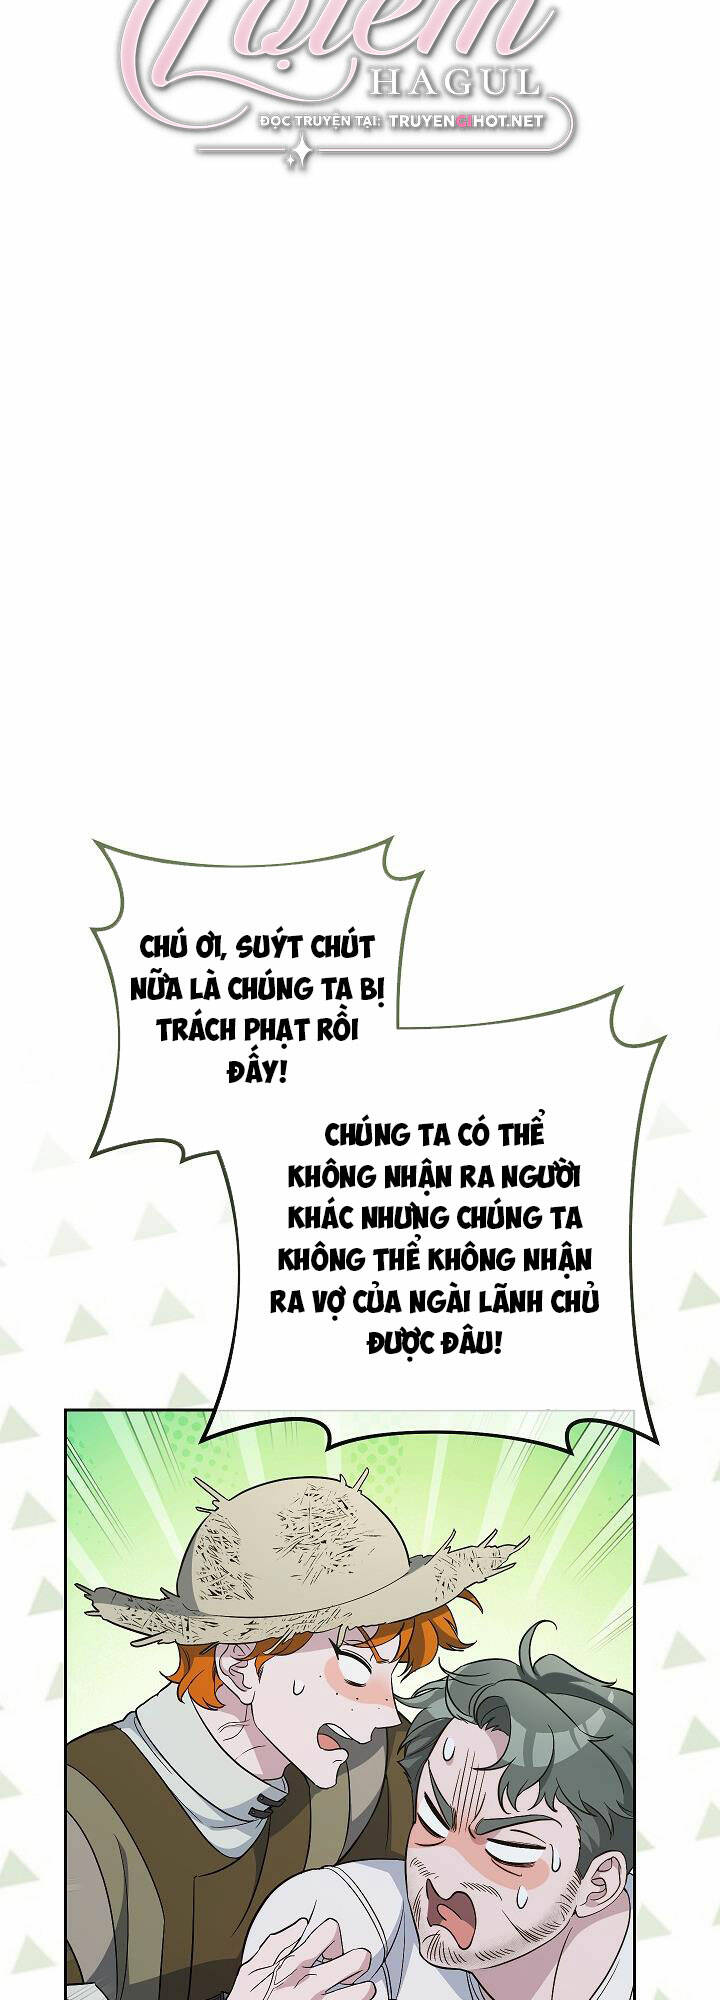 Lọlem
HAGUL
ĐỌC TRUYỆN TẠI: TRUYENGIHOT.NET
CHÚ ƠI, SUÝT CHÚT
NỮA LÀ CHÚNG TA BỊ
TRÁCH PHẠT RỒI
ĐẤY!
CHÚNG TA CÓ THỂ
KHÔNG NHẬN RA NGƯỜI
KHÁC NHƯNG CHÚNG TA
KHÔNG THỂ KHÔNG NHẬN
RA VỢ CỦA NGÀI LÃNH CHỦ
ĐƯỢC ĐÂU!